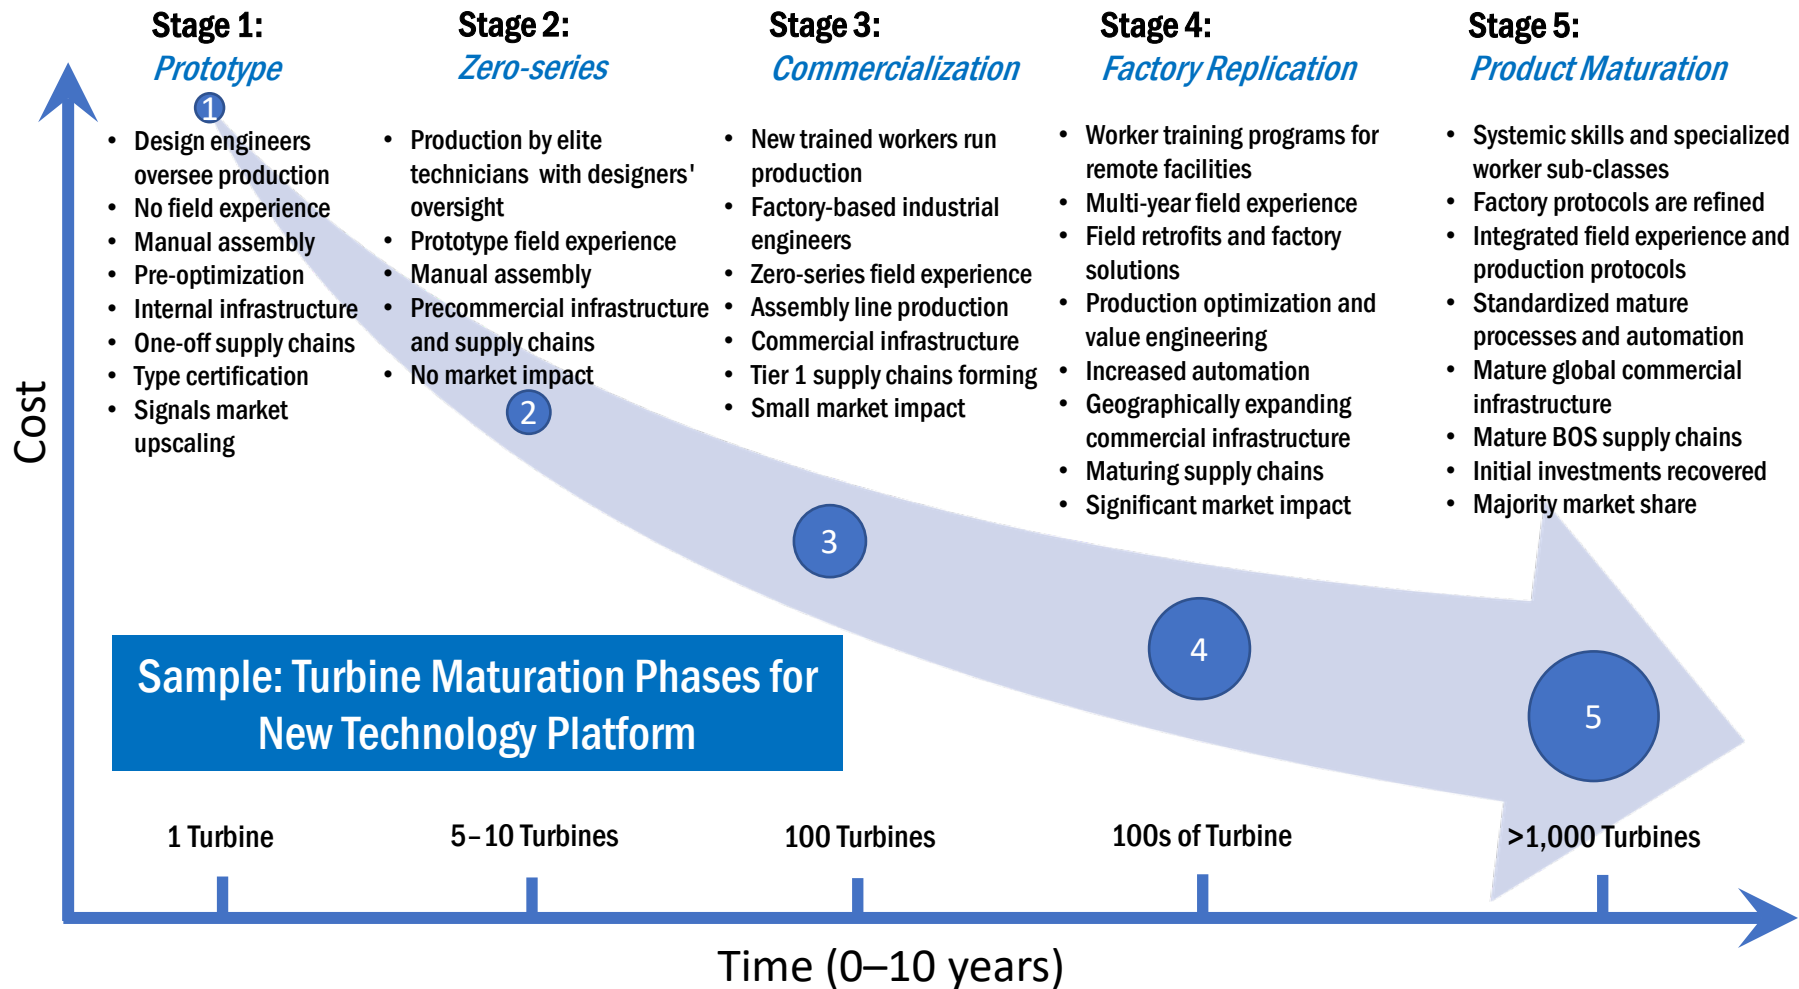 Stage 1:
Prototype
1
• Design engineers
oversee production
• No field experience
• Manual assembly
• Pre-optimization
• Internal infrastructure
• One-off supply chains
• Type certification
• Signals market
upscaling
Stage 2:
Zero-series
• Production by elite
technicians with designers'
oversight
• Prototype field experience
• Manual assembly
• Precommercial infrastructure
and supply chains
• No market impact
2
Stage 3:
Commercialization
• New trained workers run
production
• Factory-based industrial
engineers
• Zero-series field experience
• Assembly line production
• Commercial infrastructure
• Tier 1 supply chains forming
• Small market impact
3
Stage 4:
Factory Replication
• Worker training programs for
remote facilities
• Multi-year field experience
• Field retrofits and factory
solutions
• Production optimization and
value engineering
• Increased automation
• Geographically expanding
commercial infrastructure
• Maturing supply chains
• Significant market impact
4
Stage 5:
Product Maturation
• Systemic skills and specialized
worker sub-classes
• Factory protocols are refined
• Integrated field experience and
production protocols
• Standardized mature
processes and automation
• Mature global commercial
infrastructure
• Mature BOS supply chains
• Initial investments recovered
• Majority market share
5
Cost
Sample: Turbine Maturation Phases for
New Technology Platform
1 Turbine
5–10 Turbines
100 Turbines
100s of Turbine
>1,000 Turbines
Time (0–10 years)